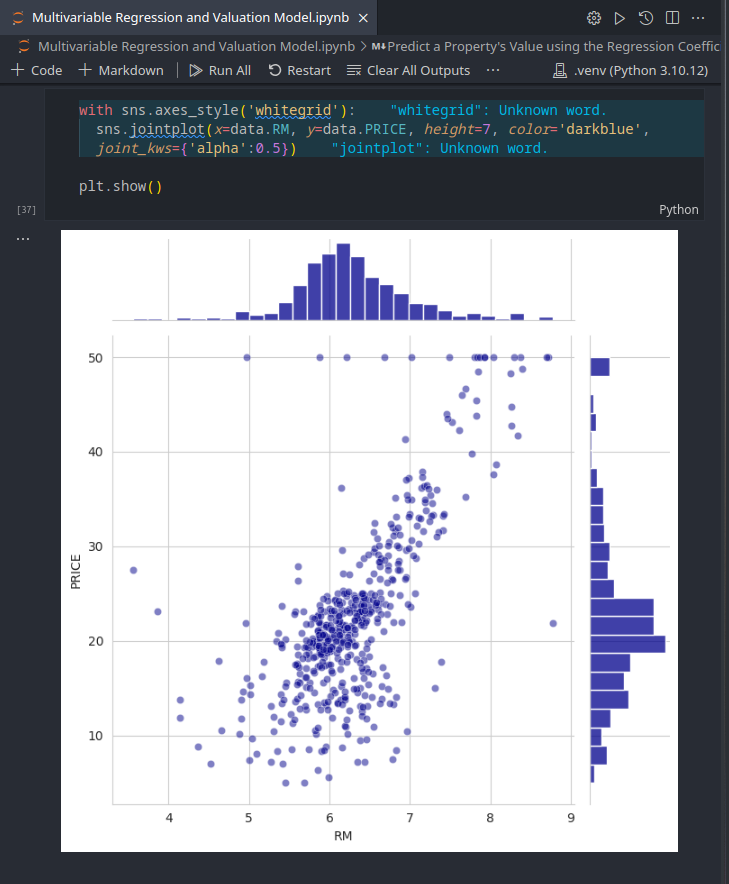 Multivariable Regression and Valuation Model.ipynb ×
Multivariable Regression and Valuation Model.ipynb > M↓Predict a Property's Value using the Regression Coeffic
+ Code + Markdown | Run All Restart Clear All Outputs ... .venv (Python 3.10.12)
with sns.axes_style('whitegrid'): "whitegrid": Unknown word.
sns.jointplot(x=data.RM, y=data.PRICE, height=7, color='darkblue',
joint_kws={'alpha':0.5}) "jointplot": Unknown word.
plt.show()
[37]
Python
...
50
40
30
20
10
PRICE
4 5 6 7 8 9
RM